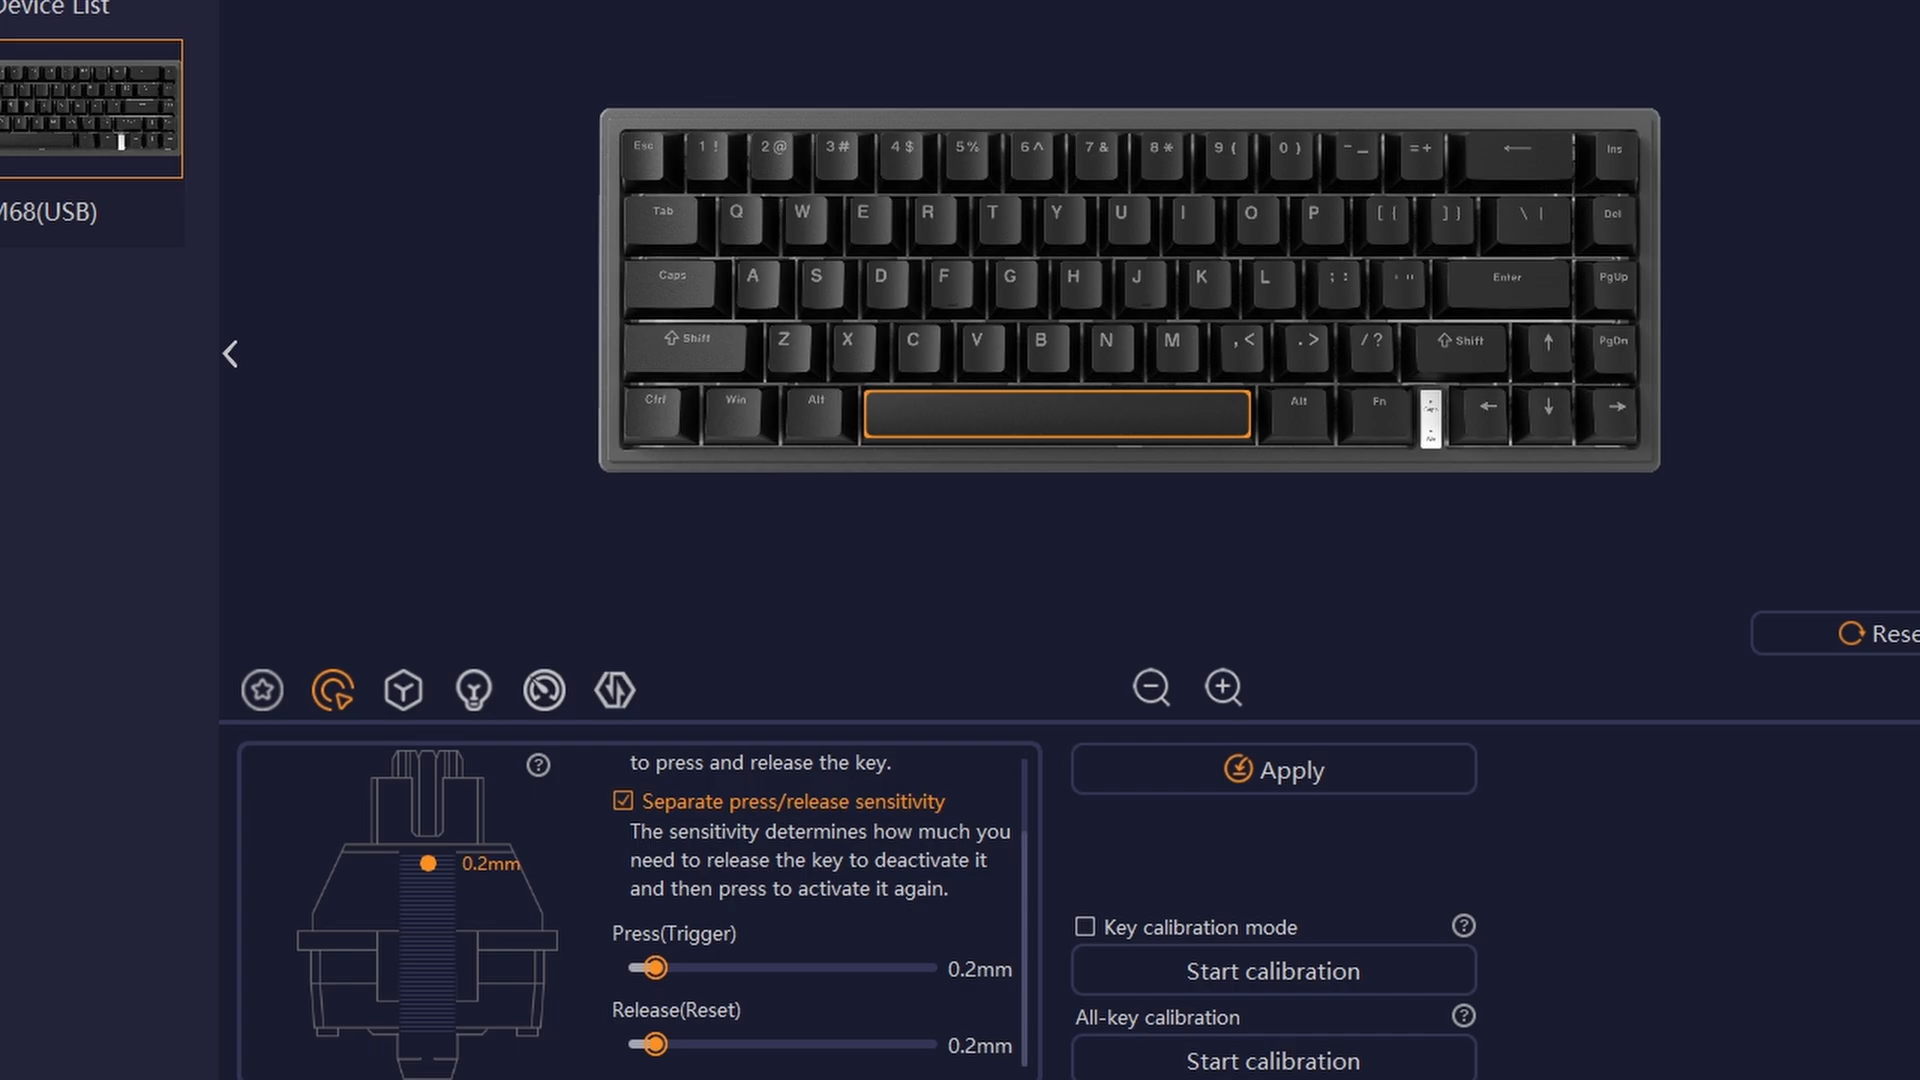 Device List
M68(USB)
Esc 1 ! 2 @ 3 # 4 $ 5 % 6 ^ 7 & 8 * 9 ( 0 ) - _ = + Ins
Tab Q W E R T Y U I O P [ { ] } \ | Del
Caps A S D F G H J K L ; : ' " Enter PgUp
Shift Z X C V B N M , < . > / ? Shift PgDn
Ctrl Win Alt Alt Fn
Rese
to press and release the key.
Separate press/release sensitivity
The sensitivity determines how much you
need to release the key to deactivate it
and then press to activate it again.
0.2mm
Press(Trigger)
0.2mm
Release(Reset)
0.2mm
Apply
Key calibration mode
Start calibration
All-key calibration
Start calibration